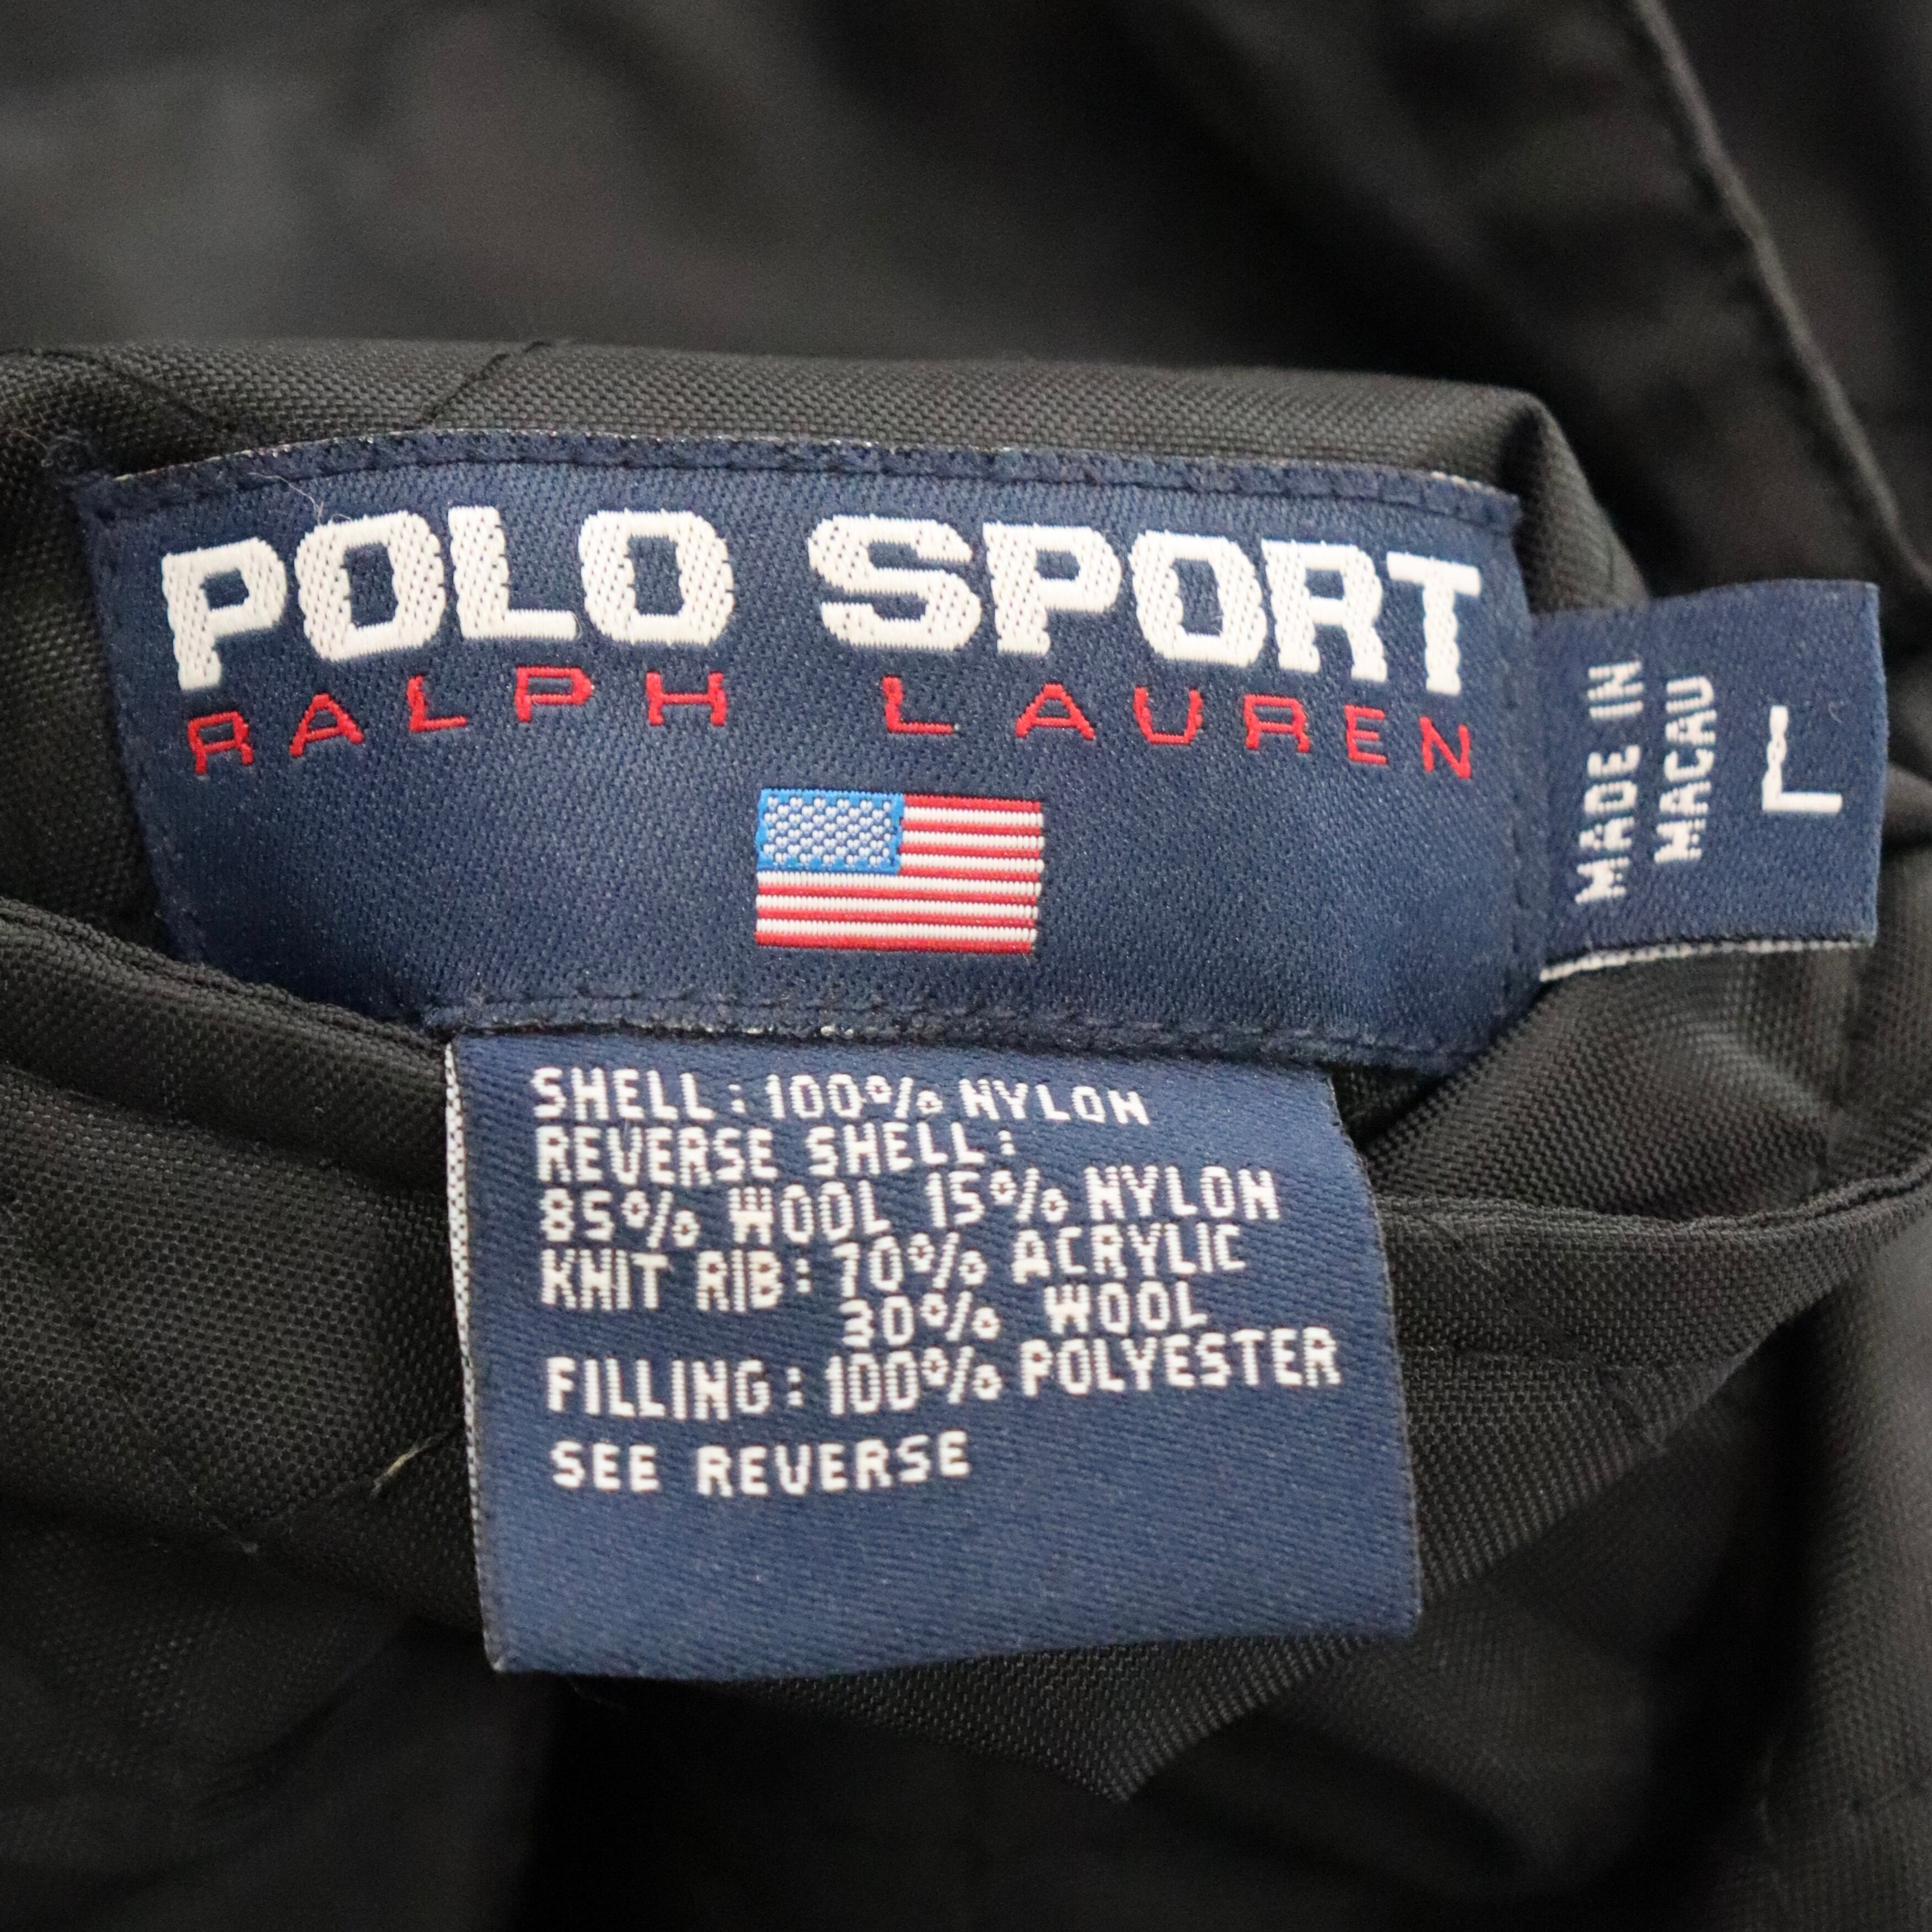 POLO SPORT
RALPH LAUREN
MADE IN
MACAU
L
SHELL: 100% NYLON
REVERSE SHELL:
85% WOOL 15% NYLON
KNIT RIB: 70% ACRYLIC
30% WOOL
FILLING: 100% POLYESTER
SEE REVERSE